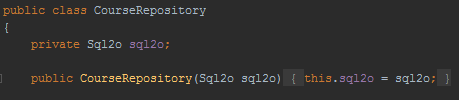 public class CourseRepository
{
    private Sql2o sql2o;
    public CourseRepository(Sql2o sql2o) { this.sql2o = sql2o; }